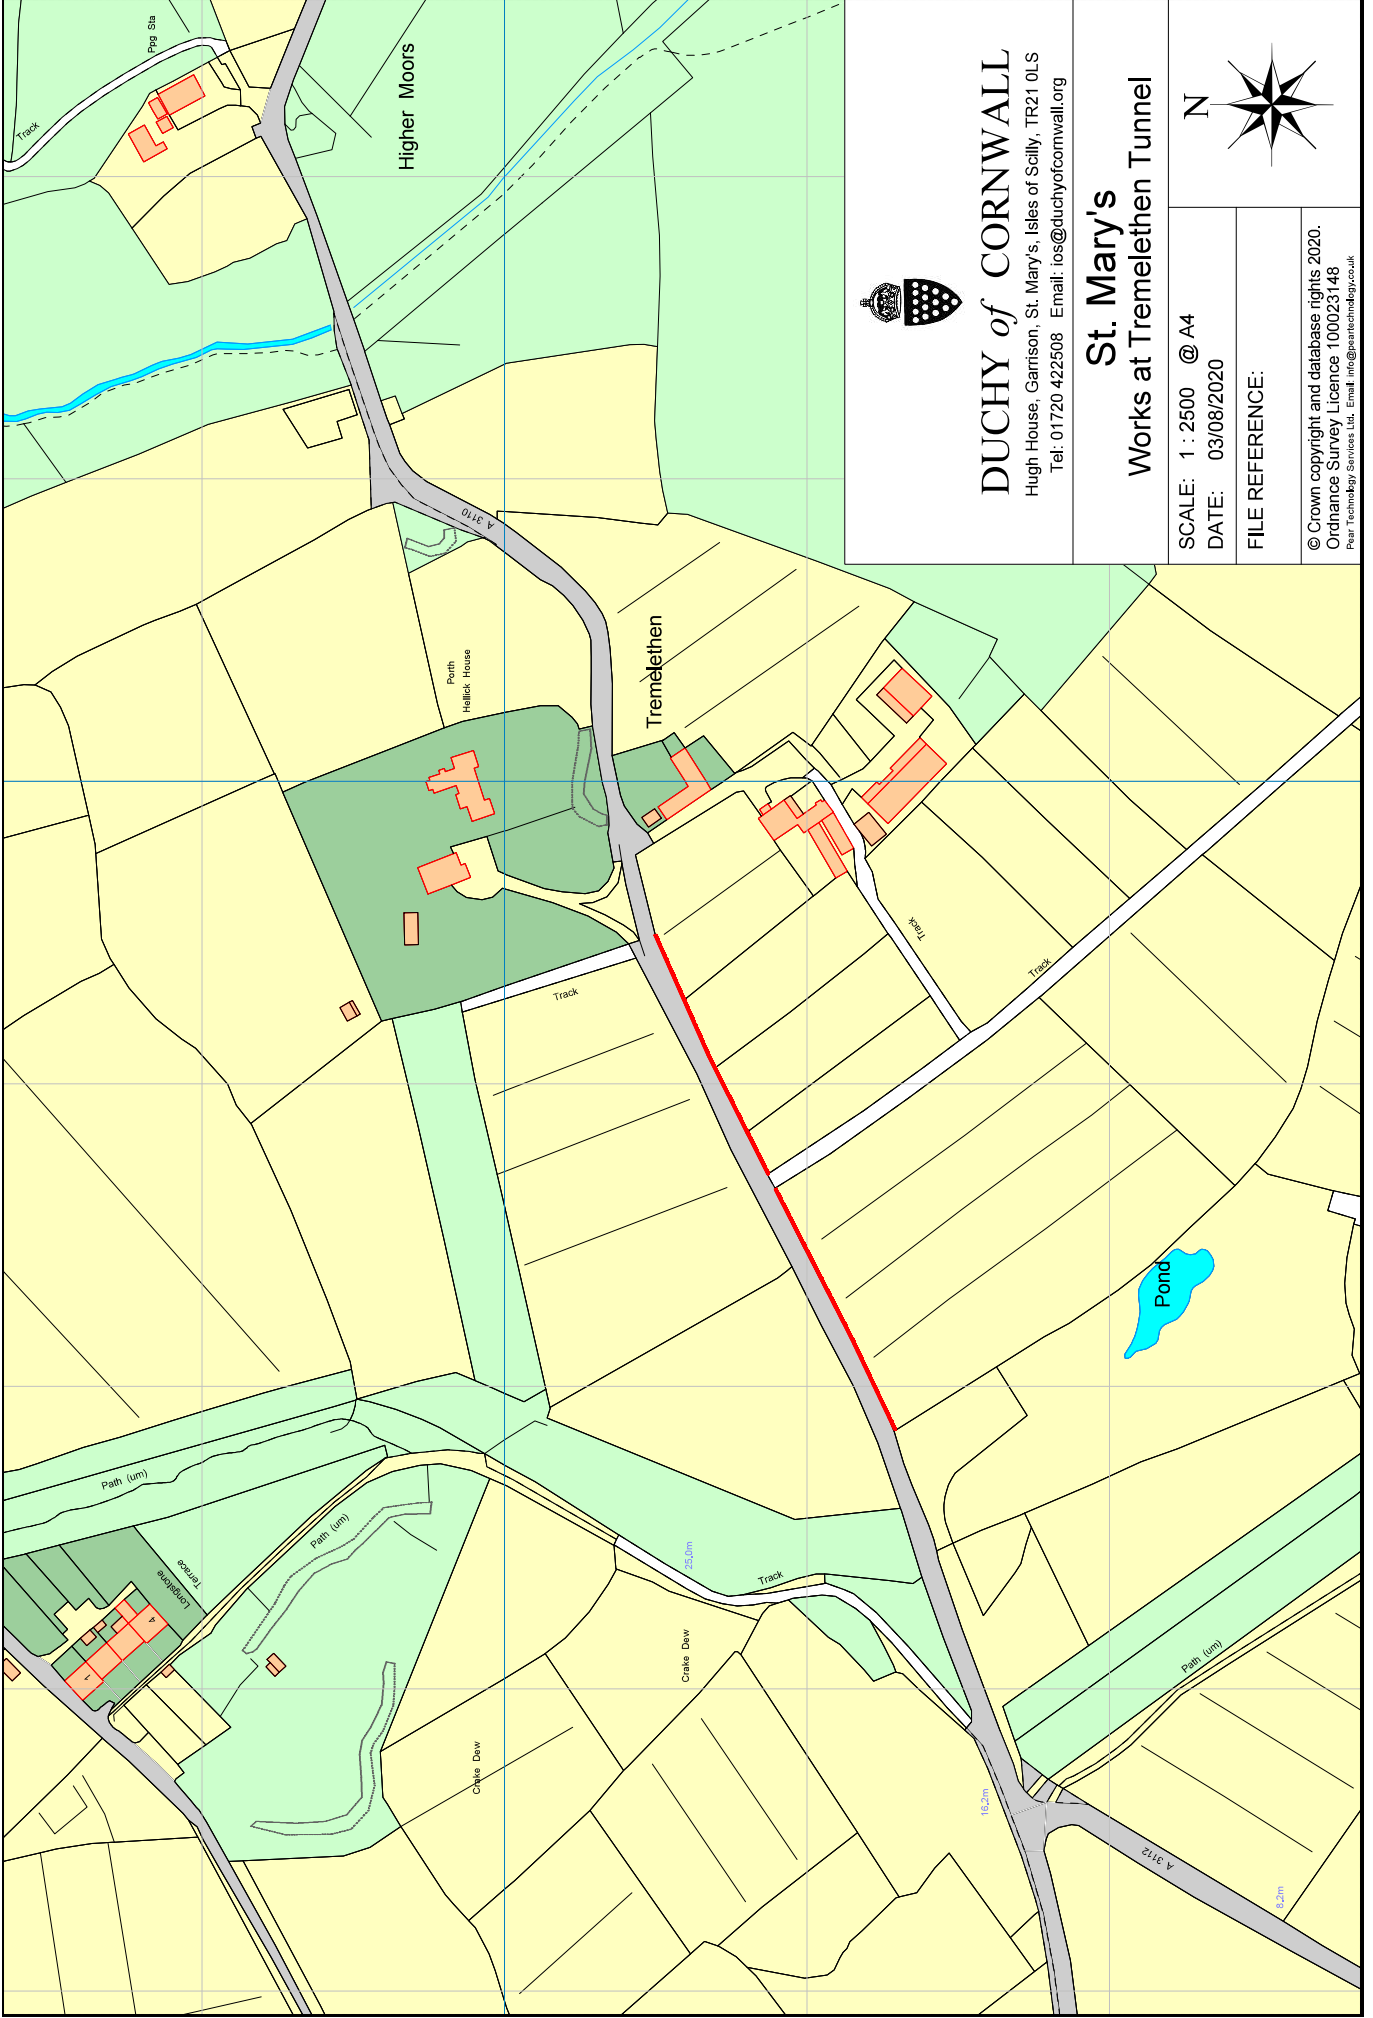 DUCHY of CORNWALL
Hugh House, Garrison, St. Mary's, Isles of Scilly, TR21 0LS
Tel: 01720 422508 Email: ios@duchyofcornwall.org
St. Mary's
Works at Tremelethen Tunnel
SCALE: 1 : 2500 @ A4
DATE: 03/08/2020
FILE REFERENCE:
N
© Crown copyright and database rights 2020.
Ordnance Survey Licence 100023148
Pear Technology Services Ltd. Email: info@peartechnology.co.uk
Ppg Sta
Track
Higher Moors
A 3110
Porth
Hellick House
Tremelethen
Track
Track
Track
Pond
Path (um)
Path (um)
Longstone
Terrace
1
4
25.0m
Track
Crake Dew
Crake Dew
Path (um)
16.2m
A 3112
8.2m